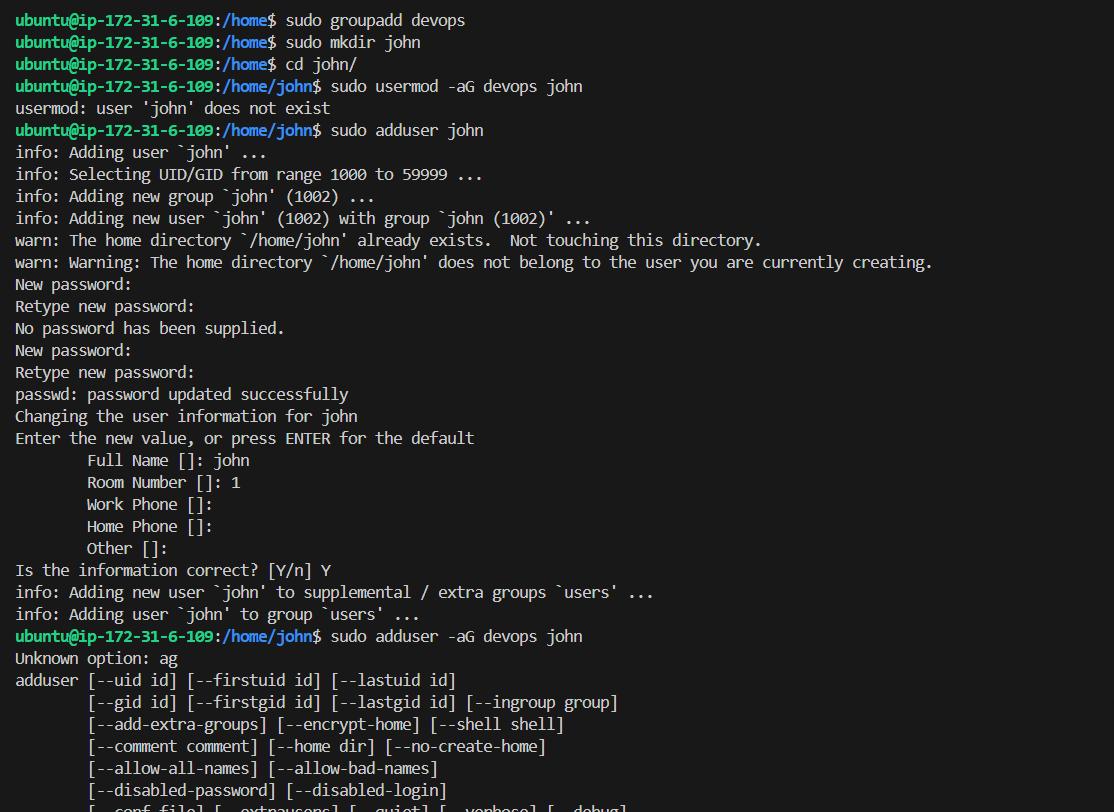 ubuntu@ip-172-31-6-109:/home$ sudo groupadd devops
ubuntu@ip-172-31-6-109:/home$ sudo mkdir john
ubuntu@ip-172-31-6-109:/home$ cd john/
ubuntu@ip-172-31-6-109:/home/john$ sudo usermod -aG devops john
usermod: user 'john' does not exist
ubuntu@ip-172-31-6-109:/home/john$ sudo adduser john
info: Adding user `john' ...
info: Selecting UID/GID from range 1000 to 59999 ...
info: Adding new group `john' (1002) ...
info: Adding new user `john' (1002) with group `john (1002)' ...
warn: The home directory `/home/john' already exists.  Not touching this directory.
warn: Warning: The home directory `/home/john' does not belong to the user you are currently creating.
New password:
Retype new password:
No password has been supplied.
New password:
Retype new password:
passwd: password updated successfully
Changing the user information for john
Enter the new value, or press ENTER for the default
        Full Name []: john
        Room Number []: 1
        Work Phone []:
        Home Phone []:
        Other []:
Is the information correct? [Y/n] Y
info: Adding new user `john' to supplemental / extra groups `users' ...
info: Adding user `john' to group `users' ...
ubuntu@ip-172-31-6-109:/home/john$ sudo adduser -aG devops john
Unknown option: ag
adduser [--uid id] [--firstuid id] [--lastuid id]
        [--gid id] [--firstgid id] [--lastgid id] [--ingroup group]
        [--add-extra-groups] [--encrypt-home] [--shell shell]
        [--comment comment] [--home dir] [--no-create-home]
        [--allow-all-names] [--allow-bad-names]
        [--disabled-password] [--disabled-login]
        [--conf file] [--extrausers] [--quiet] [--verbose] [--debug]